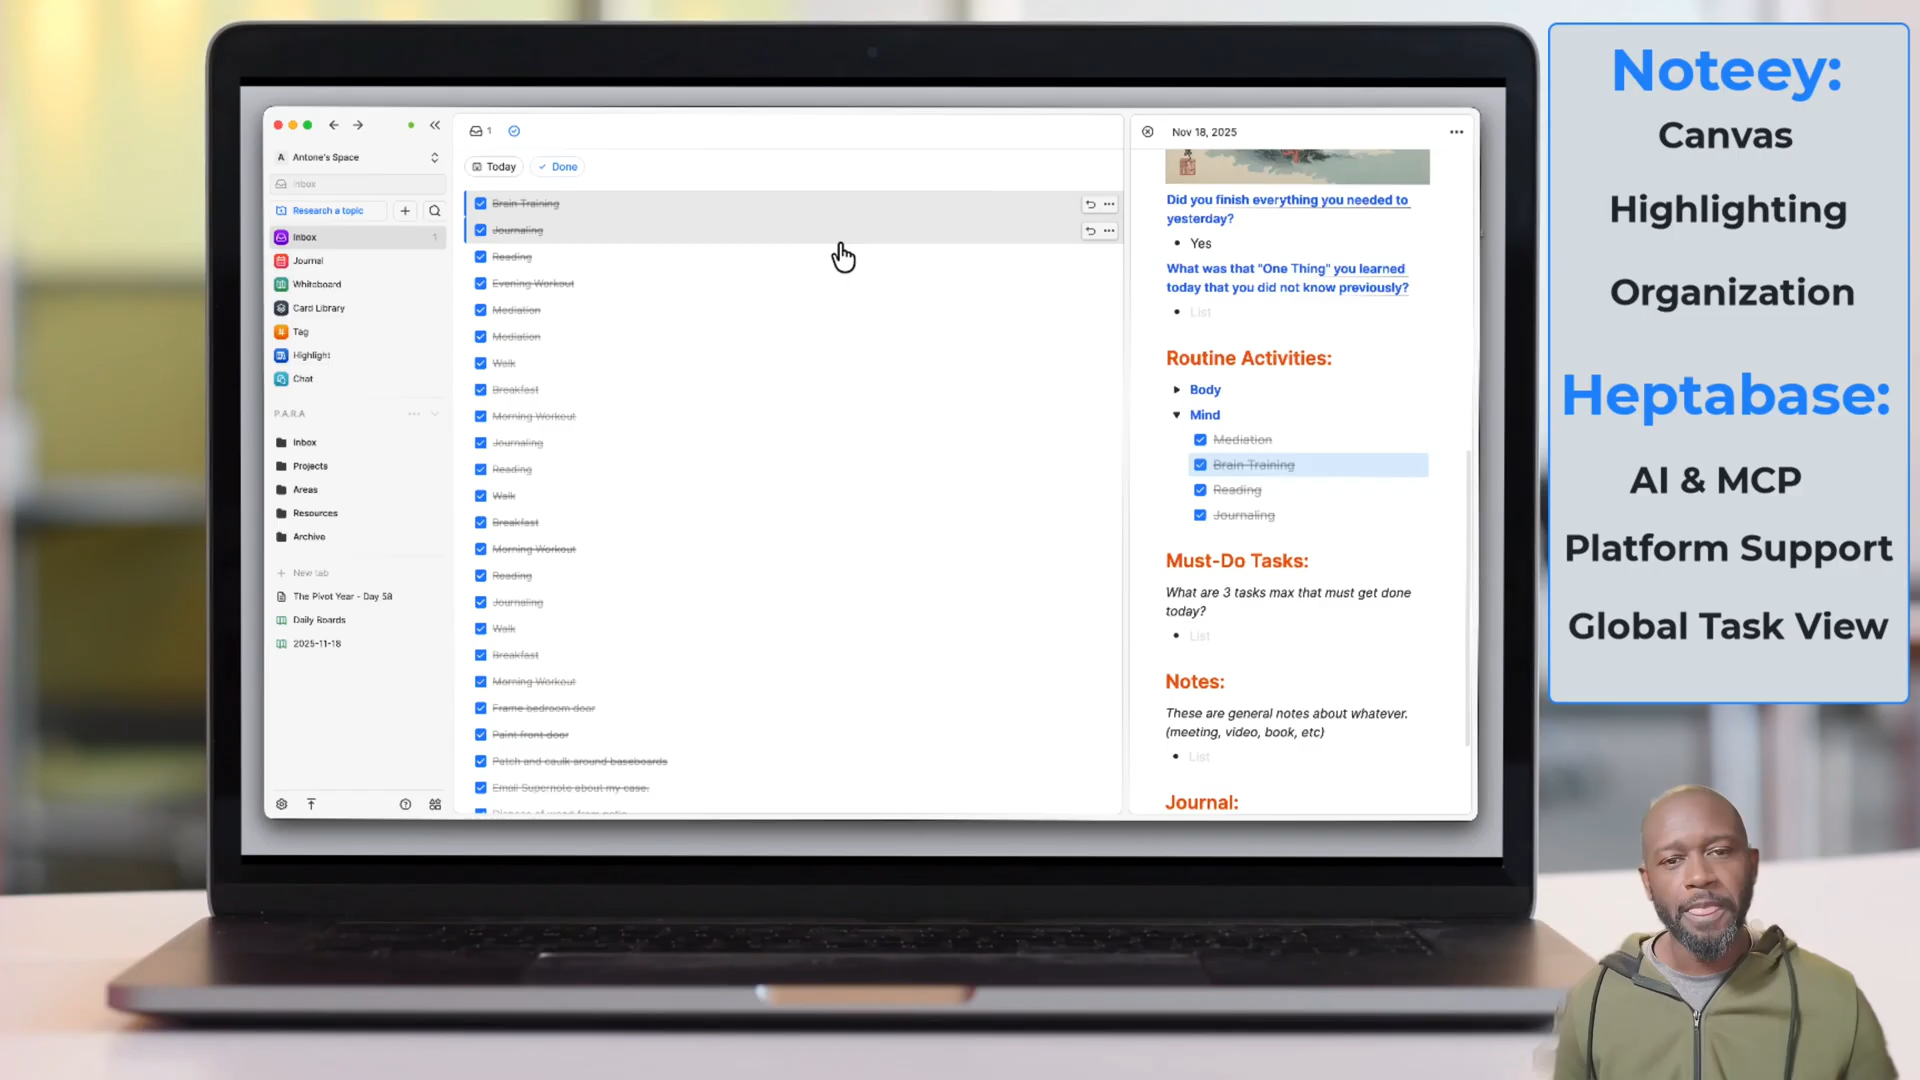 Antone's Space
Inbox
Research a topic
Inbox
1
Journal
Whiteboard
Card Library
Tag
Highlight
Chat
P.A.R.A
Inbox
Projects
Areas
Resources
Archive
New tab
The Pivot Year - Day 58
Daily Boards
2025-11-18
1
Today
Done
Brain Training
Journaling
Reading
Evening Workout
Mediation
Mediation
Walk
Breakfast
Morning Workout
Journaling
Reading
Walk
Breakfast
Morning Workout
Reading
Journaling
Walk
Breakfast
Morning Workout
Frame bedroom door
Paint front door
Patch and caulk around baseboards
Email Supernote about my case.
Nov 18, 2025
Did you finish everything you needed to
yesterday?
Yes
What was that "One Thing" you learned
today that you did not know previously?
List
Routine Activities:
Body
Mind
Mediation
Brain Training
Reading
Journaling
Must-Do Tasks:
What are 3 tasks max that must get done
today?
List
Notes:
These are general notes about whatever.
(meeting, video, book, etc)
List
Journal:
Noteey:
Canvas
Highlighting
Organization
Heptabase:
AI & MCP
Platform Support
Global Task View